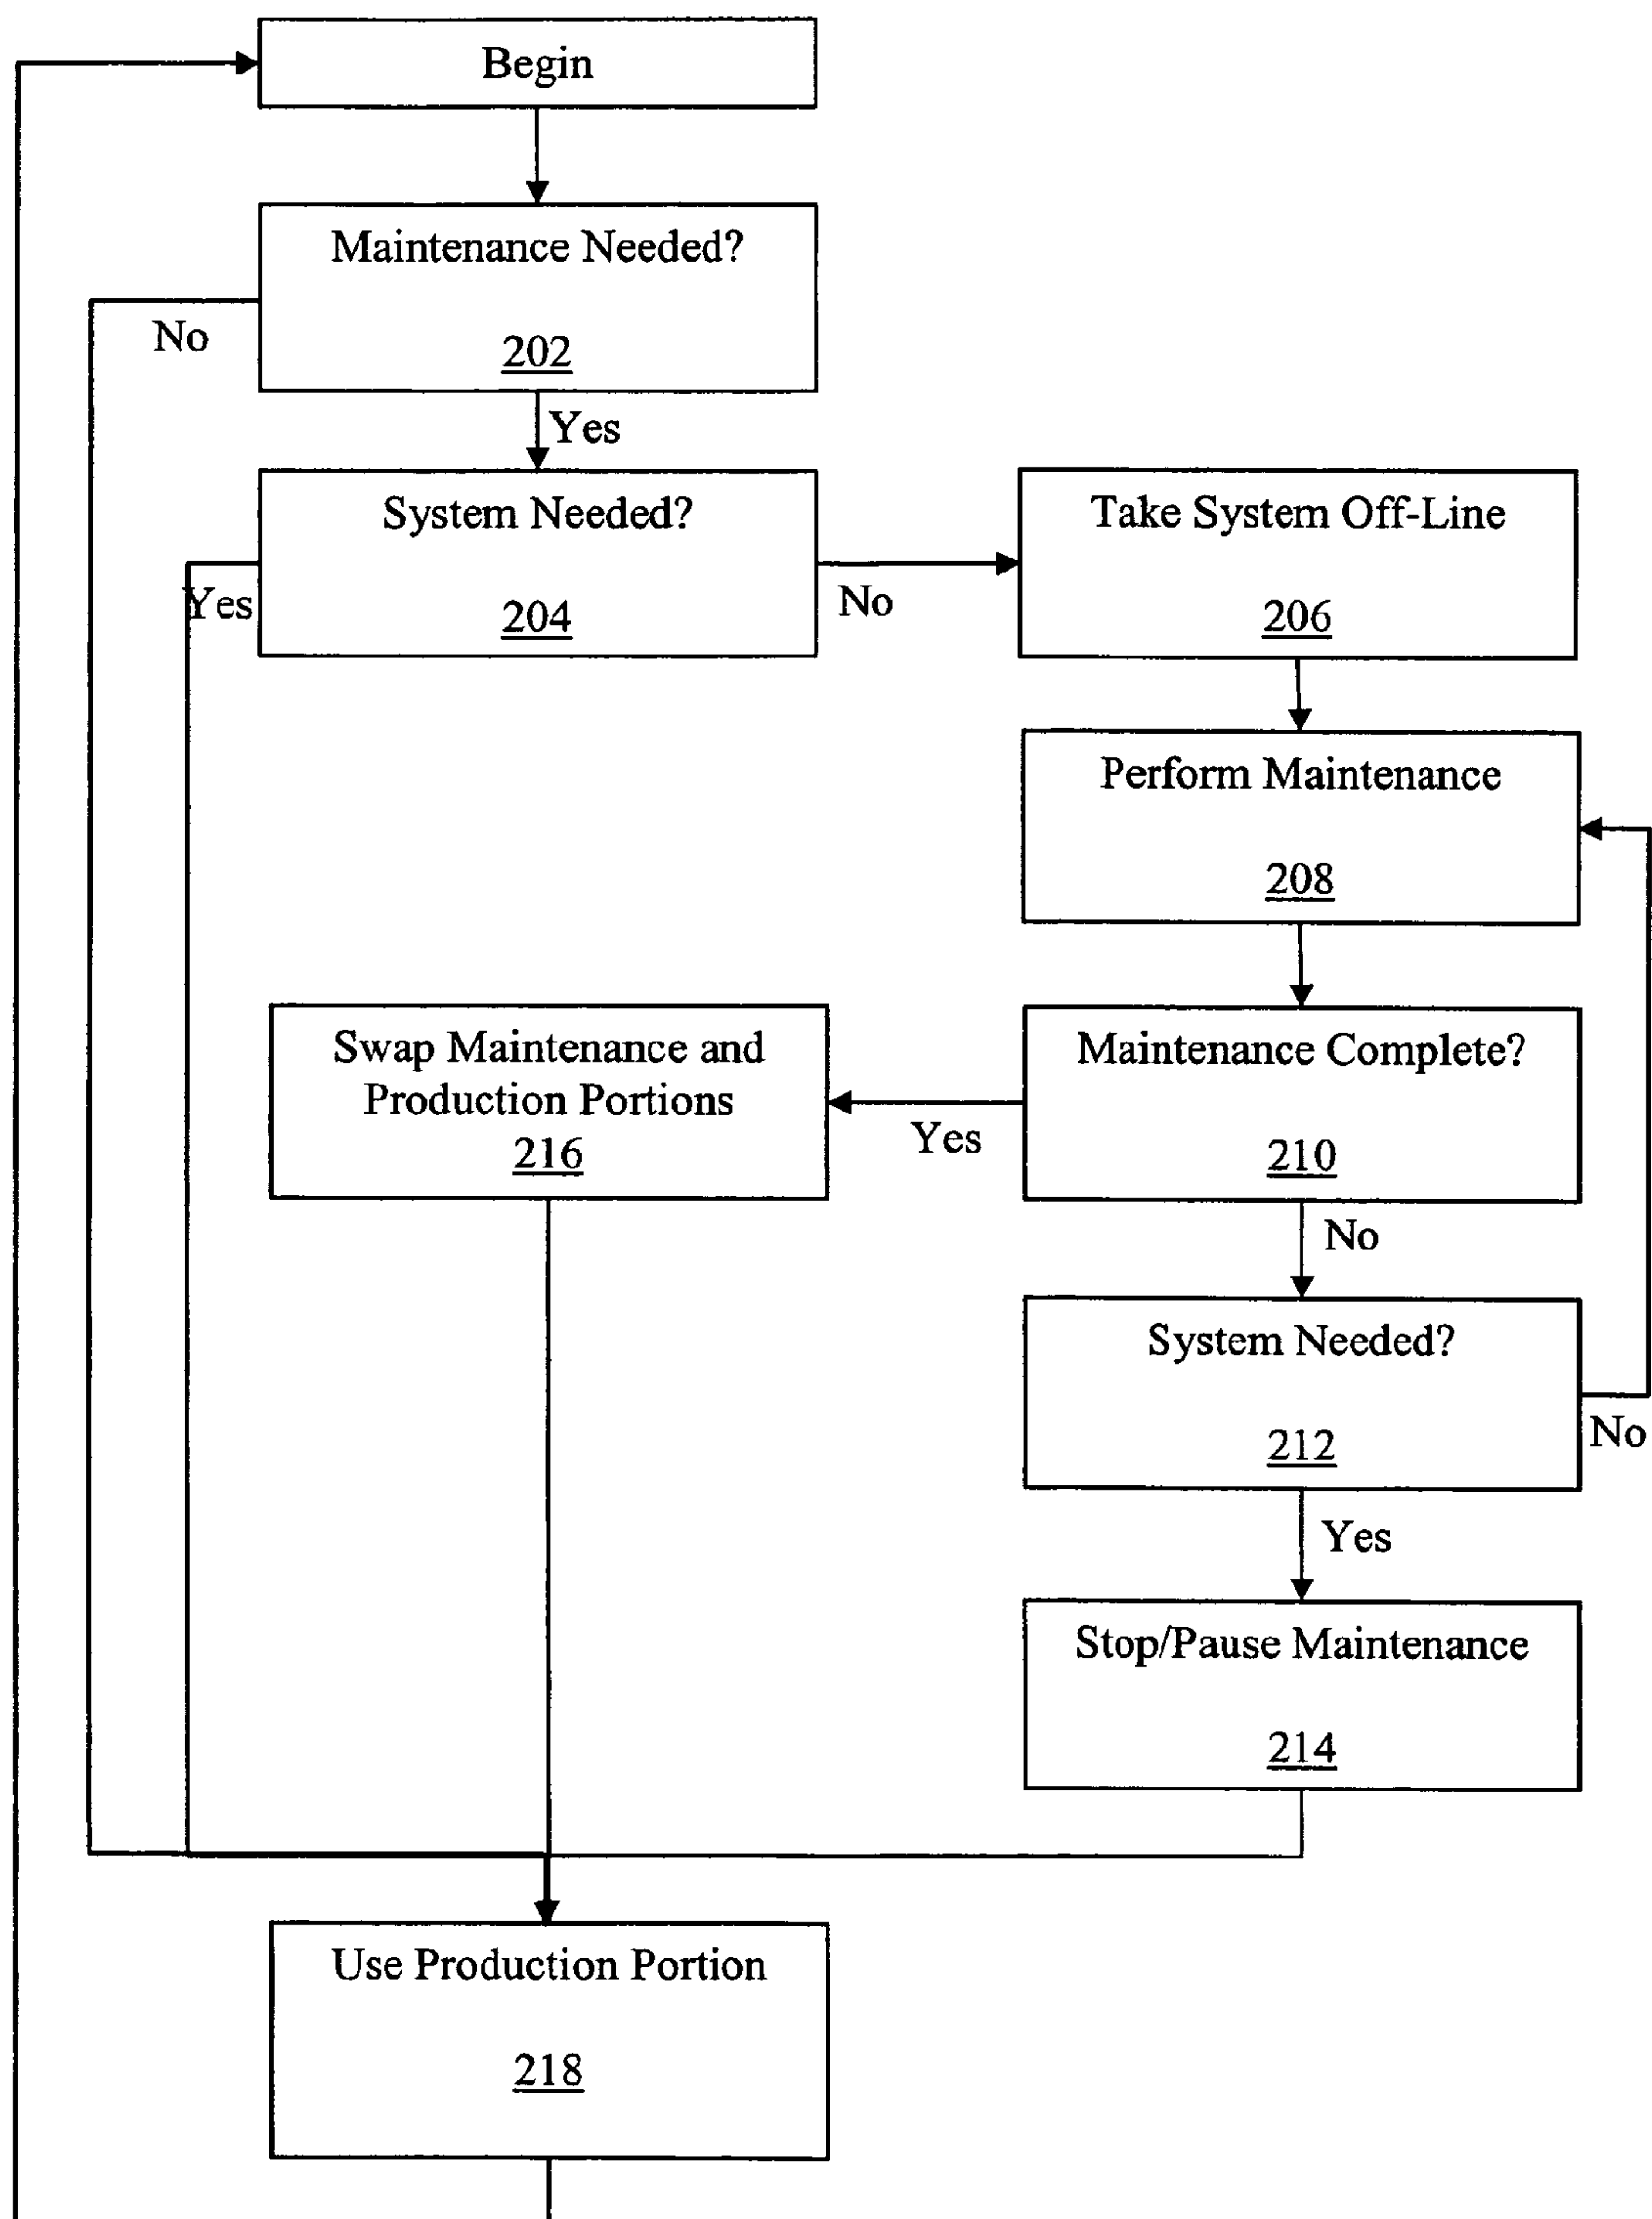 Begin
Maintenance Needed?
No
202
Yes
System Needed?
Yes
204
No
Take System Off-Line
206
Perform Maintenance
208
Swap Maintenance and
Production Portions
216
Yes
Maintenance Complete?
210
No
System Needed?
212
No
Yes
Stop/Pause Maintenance
214
Use Production Portion
218